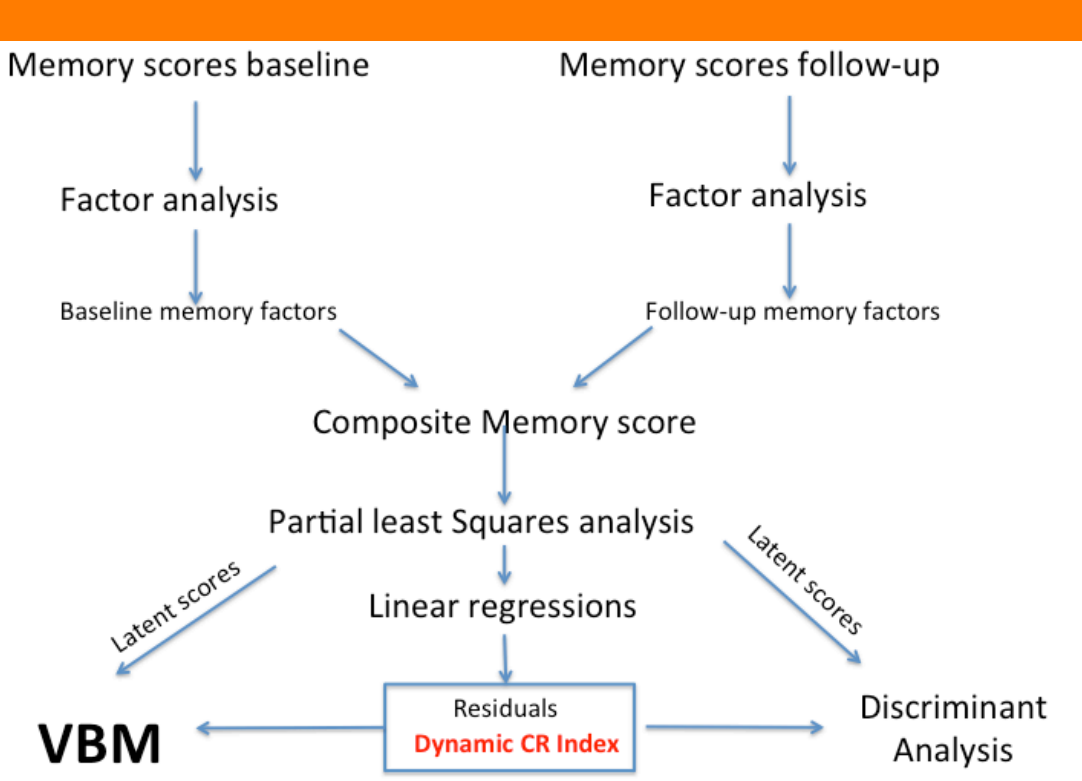 Memory scores baseline
Memory scores follow-up
Factor analysis
Factor analysis
Baseline memory factors
Follow-up memory factors
Composite Memory score
Partial least Squares analysis
Latent scores
Latent scores
Linear regressions
Residuals
Dynamic CR Index
VBM
Discriminant
Analysis